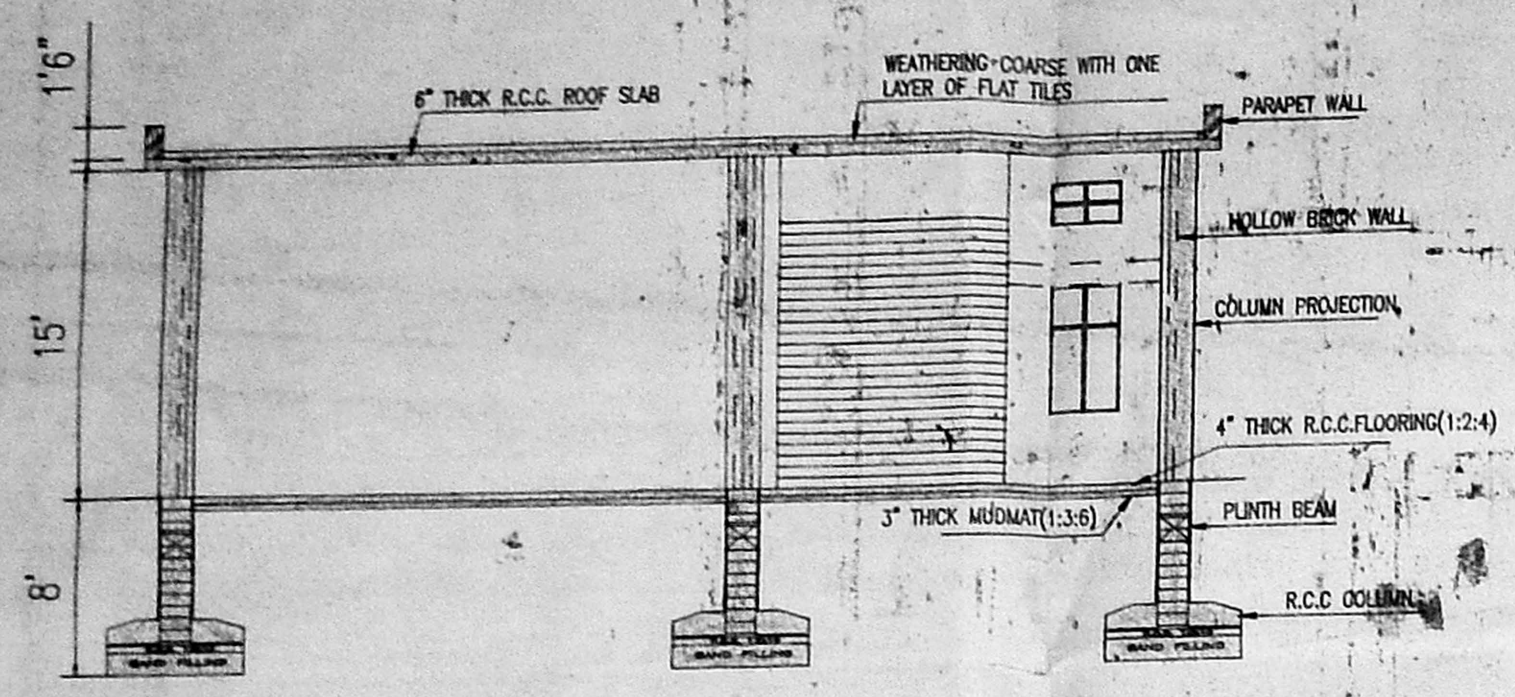 1'6"
WEATHERING COARSE WITH ONE
LAYER OF FLAT TILES
6" THICK R.C.C. ROOF SLAB
PARAPET WALL
HOLLOW BRICK WALL
15'
COLUMN PROJECTION
4" THICK R.C.C.FLOORING(1:2:4)
3" THICK MUDMAT(1:3:6)
PLINTH BEAM
8'
R.C.C COLUMN
SAND FILLING
SAND FILLING
SAND FILLING